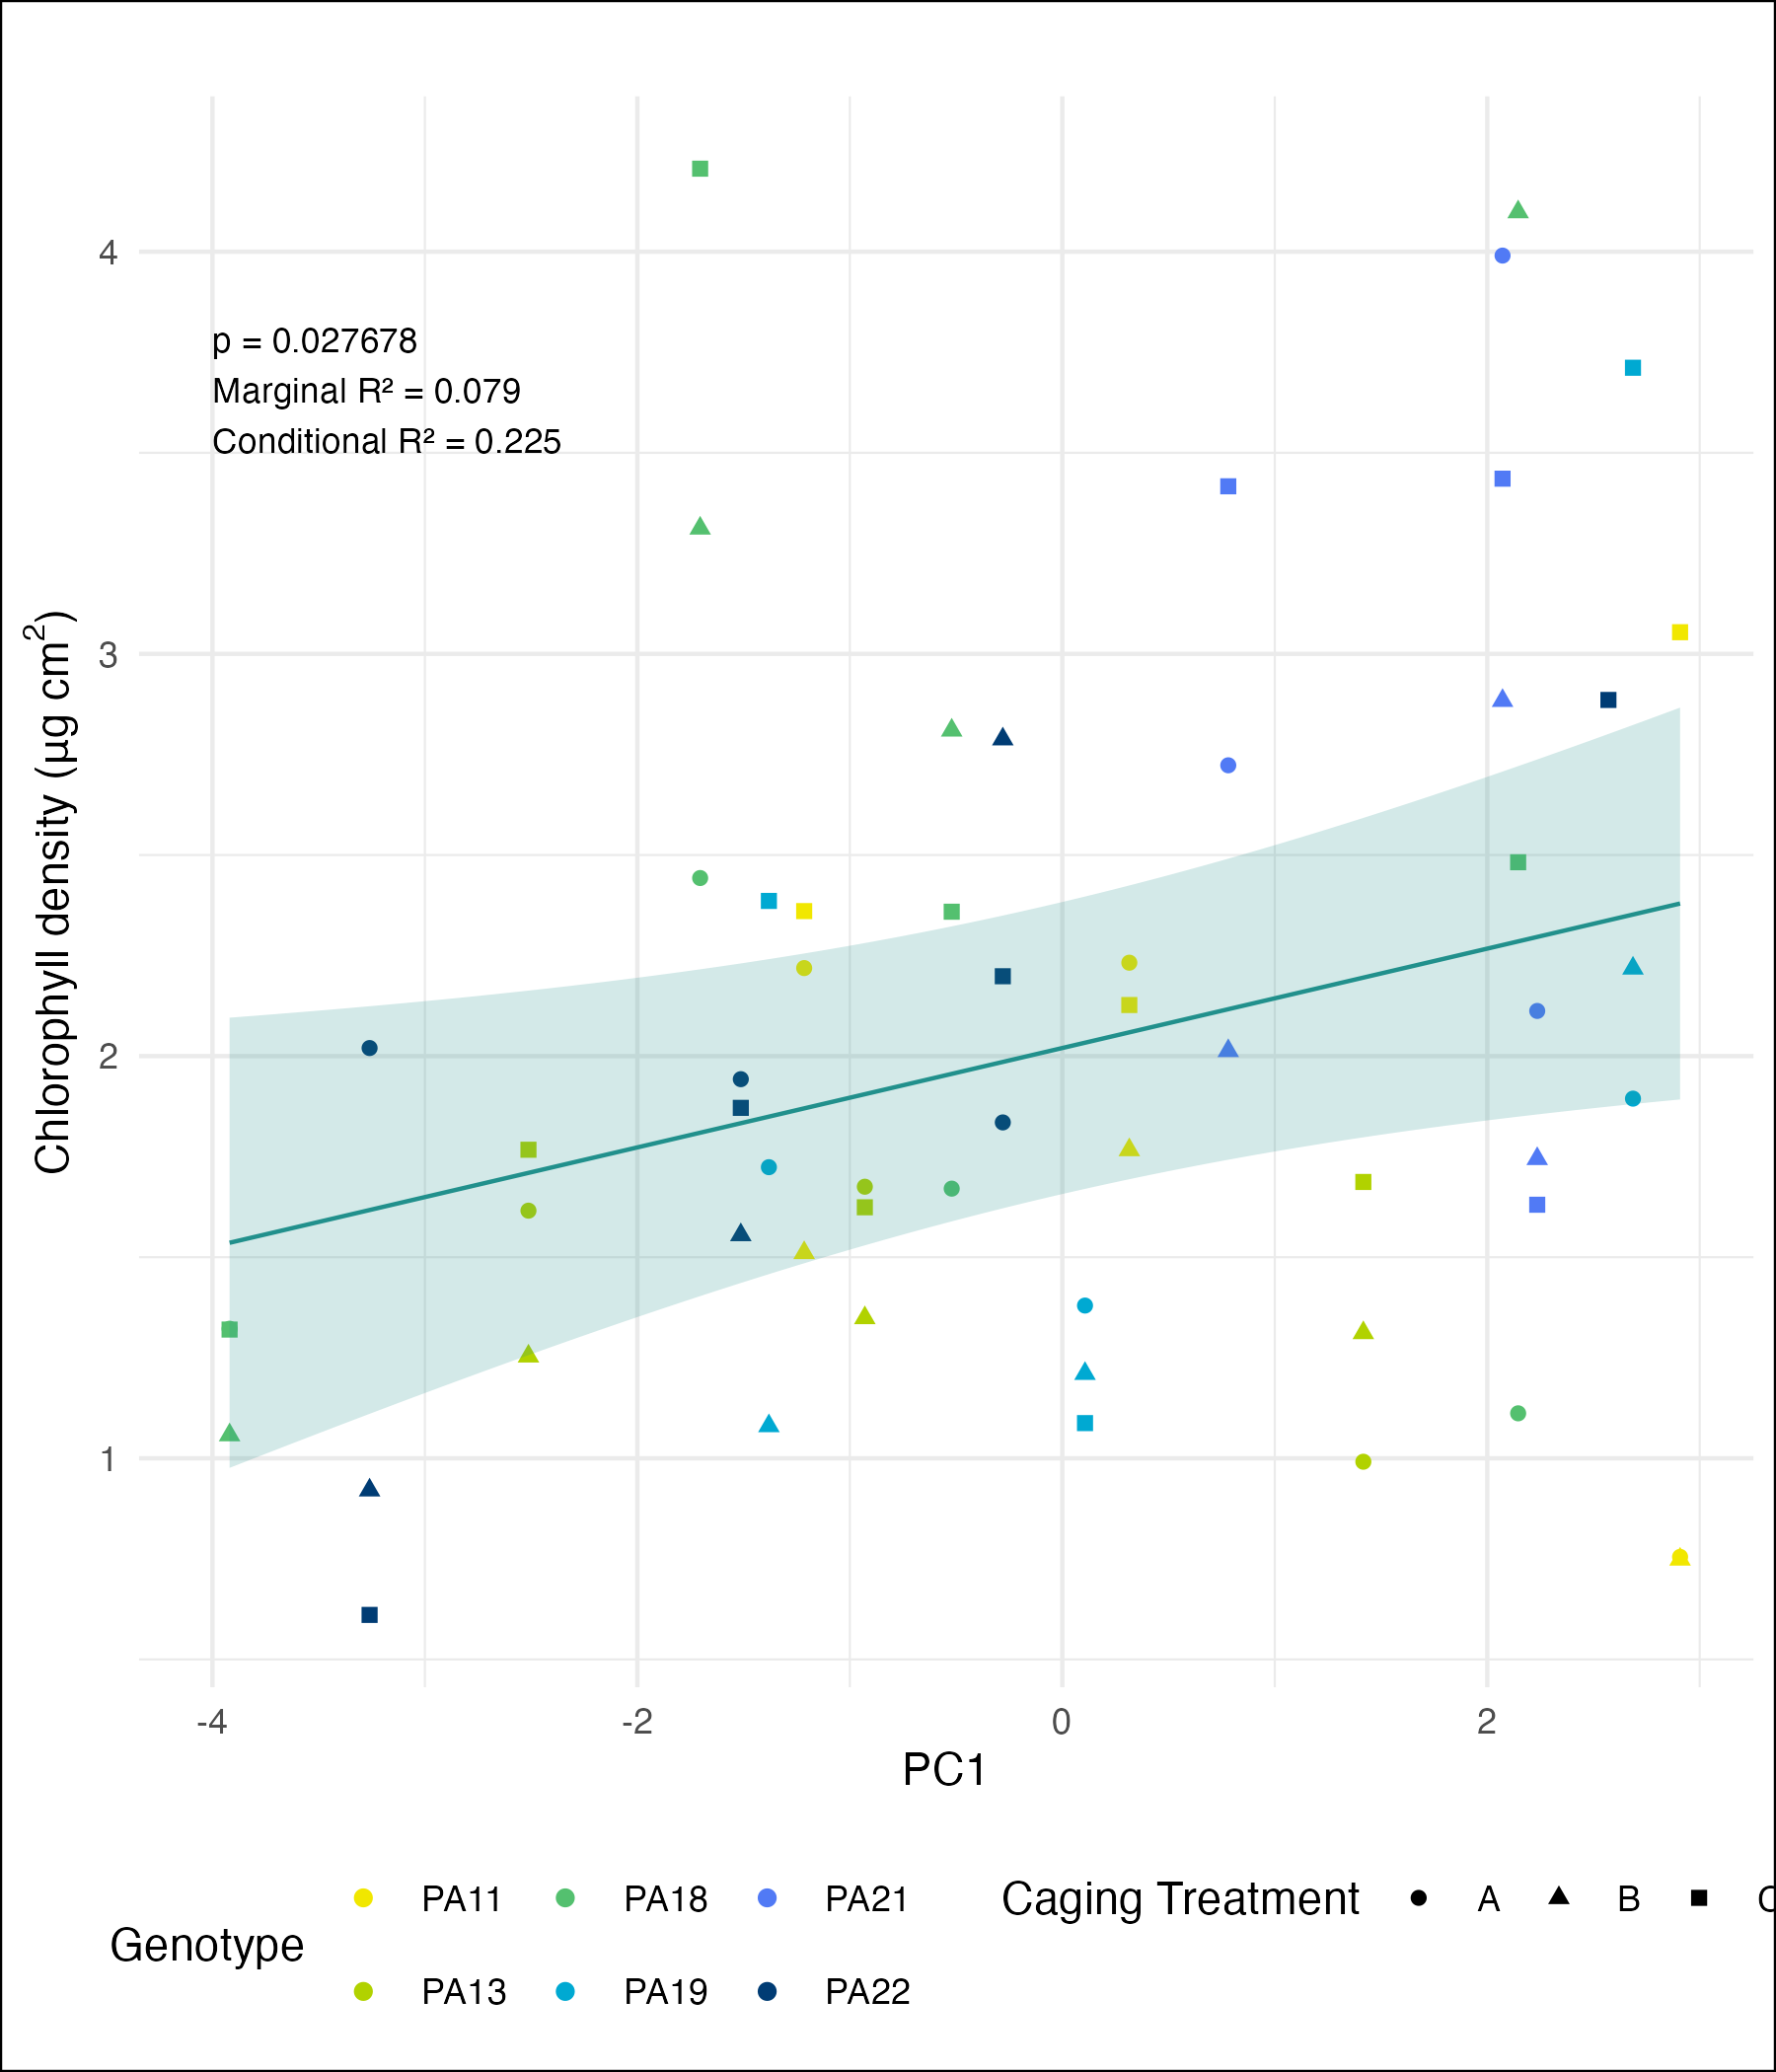 4
p = 0.027678
Marginal R² = 0.079
Conditional R² = 0.225
3
Chlorophyll density (µg cm²)
2
1
-4 -2 0 2
PC1
Genotype
PA11 PA18 PA21
PA13 PA19 PA22
Caging Treatment A B C